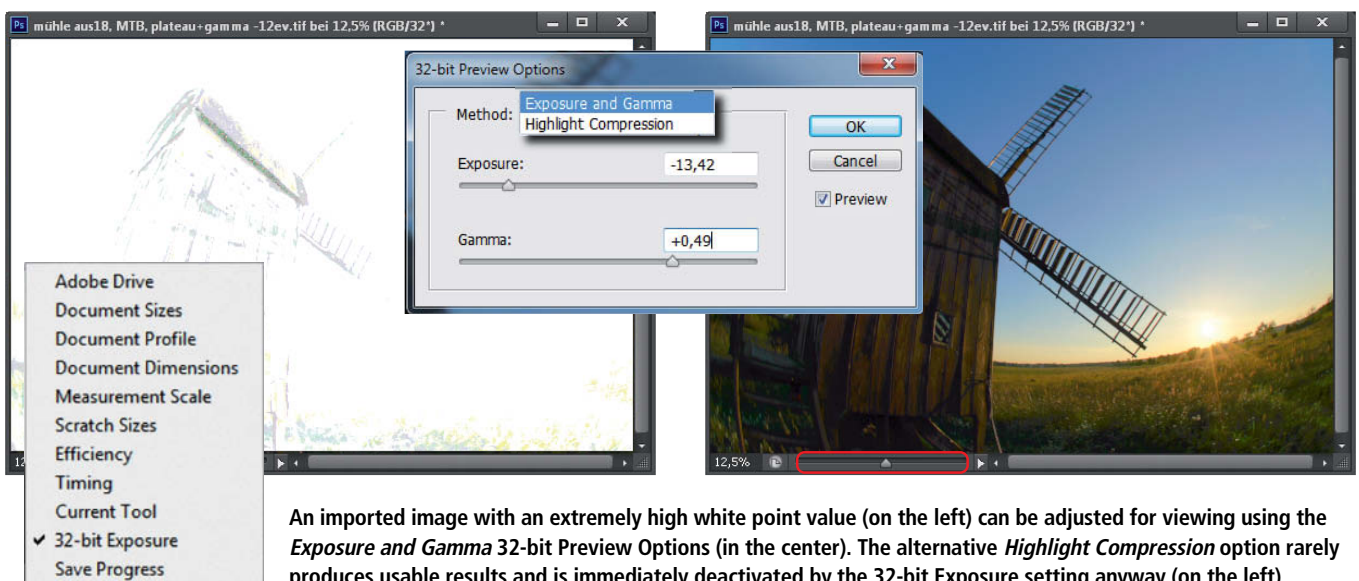 Ps mühle aus18, MTB, plateau+gamma -12ev.tif bei 12,5% (RGB/32*) *
Ps mühle aus18, MTB, plateau+gamma -12ev.tif bei 12,5% (RGB/32*) *
32-bit Preview Options
Method:
Exposure and Gamma
Highlight Compression
OK
Exposure:
-13,42
Cancel
Preview
Gamma:
+0,49
Adobe Drive
Document Sizes
Document Profile
Document Dimensions
Measurement Scale
Scratch Sizes
Efficiency
Timing
Current Tool
32-bit Exposure
Save Progress
12,5%
An imported image with an extremely high white point value (on the left) can be adjusted for viewing using the
Exposure and Gamma 32-bit Preview Options (in the center). The alternative Highlight Compression option rarely
produces usable results and is immediately deactivated by the 32-bit Exposure setting anyway (on the left)